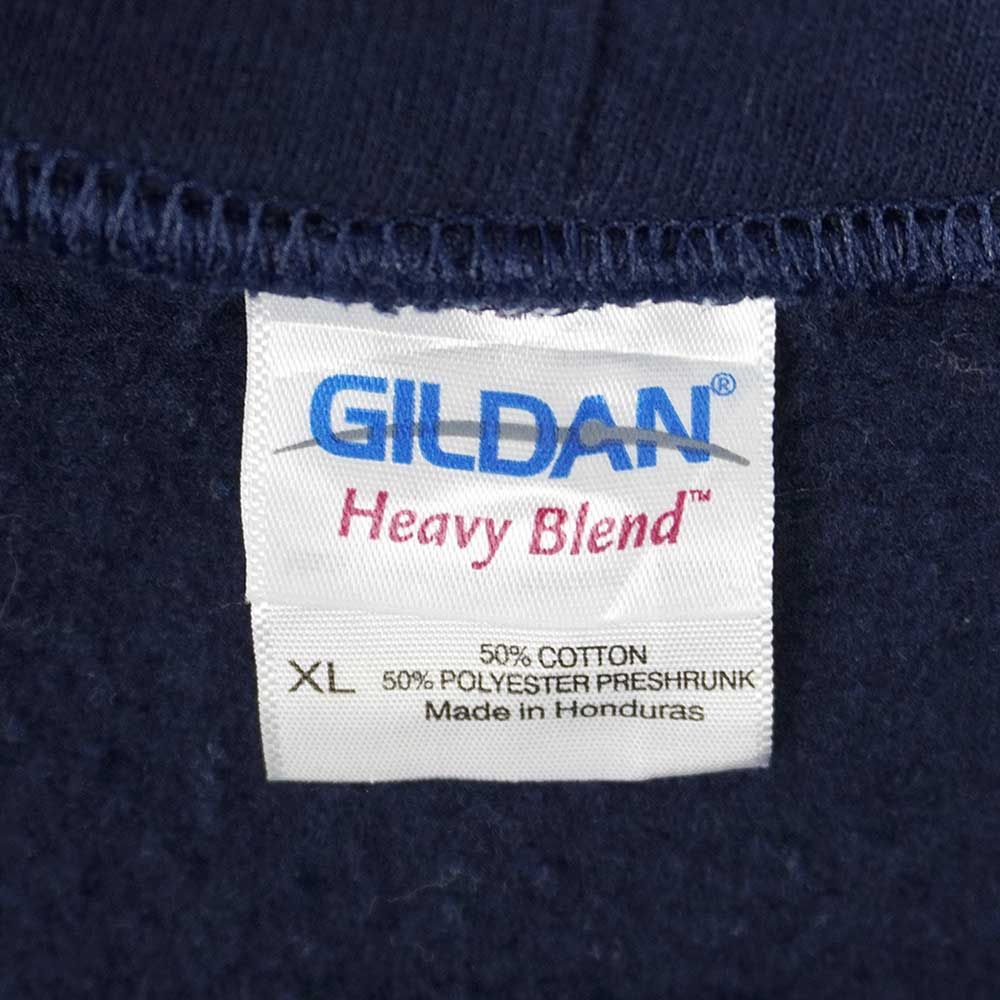 GILDAN®
Heavy Blend™
50% COTTON
XL 50% POLYESTER PRESHRUNK
Made in Honduras